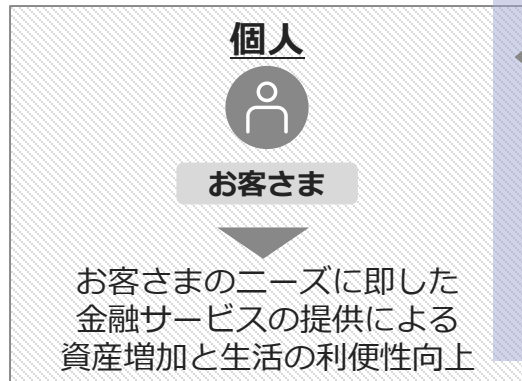 個人
お客さま
お客さまのニーズに即した
金融サービスの提供による
資産増加と生活の利便性向上